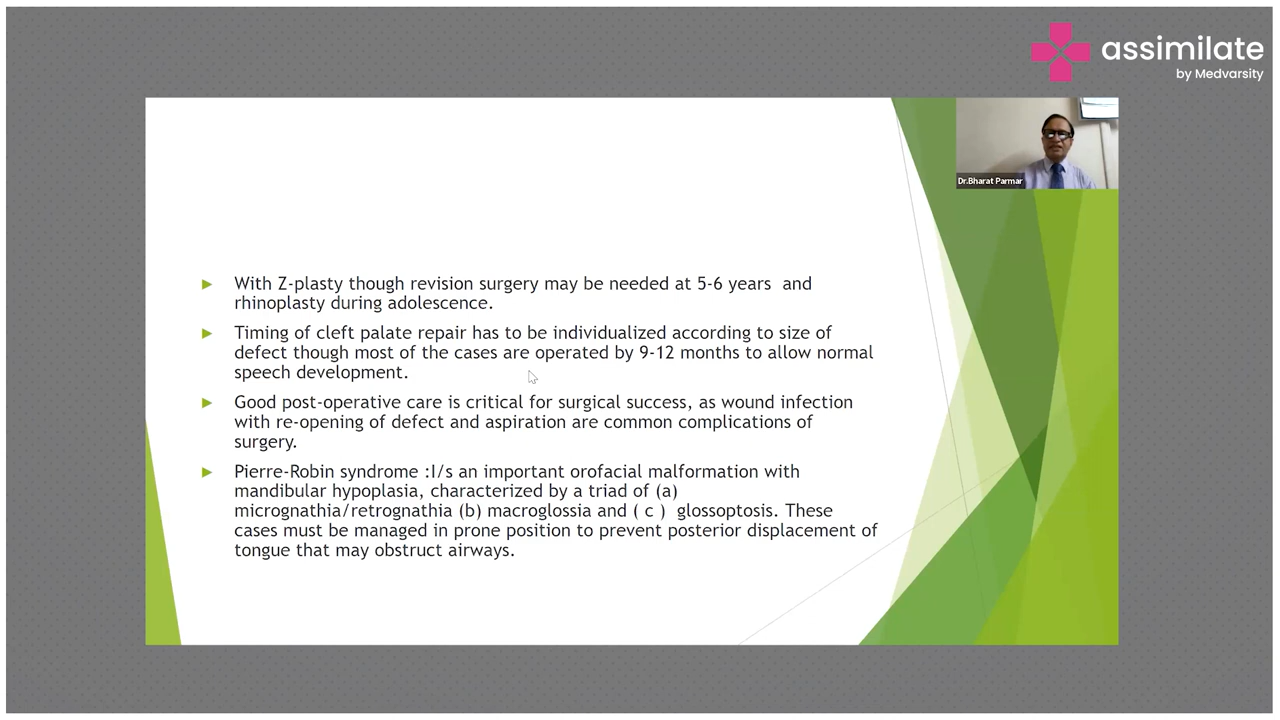 assimilate
by Medvarsity
Dr.Bharat Parmar
With Z-plasty though revision surgery may be needed at 5-6 years and
rhinoplasty during adolescence.
Timing of cleft palate repair has to be individualized according to size of
defect though most of the cases are operated by 9-12 months to allow normal
speech development.
Good post-operative care is critical for surgical success, as wound infection
with re-opening of defect and aspiration are common complications of
surgery.
Pierre-Robin syndrome :I/s an important orofacial malformation with
mandibular hypoplasia, characterized by a triad of (a)
micrognathia/retrognathia (b) macroglossia and ( c ) glossoptosis. These
cases must be managed in prone position to prevent posterior displacement of
tongue that may obstruct airways.